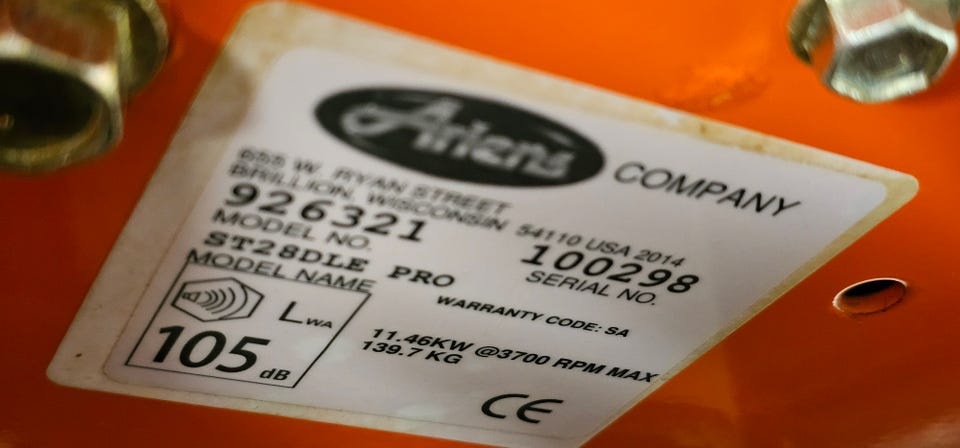 Ariens COMPANY
655 W. RYAN STREET
BRILLION, WISCONSIN 54110 USA 2014
926321 100298
MODEL NO. SERIAL NO.
ST28DLE PRO
MODEL NAME
WARRANTY CODE: SA
LWA
105 dB
11.46KW @3700 RPM MAX
139.7 KG
CE